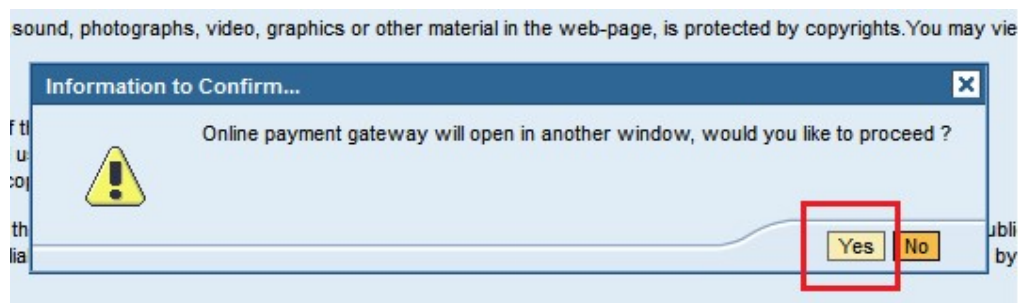 sound, photographs, video, graphics or other material in the web-page, is protected by copyrights.You may vie
Information to Confirm...
Online payment gateway will open in another window, would you like to proceed ?
Yes No
by